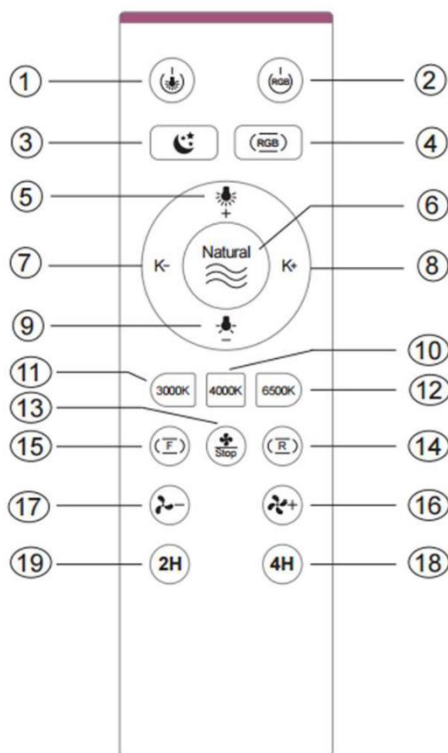 1 2
RGB
3 4
RGB
5 6
+
Natural
7 K- K+ 8
9 10
−
11 12
3000K 4000K 6500K
13
15 F Stop R 14
17 − + 16
19 2H 4H 18